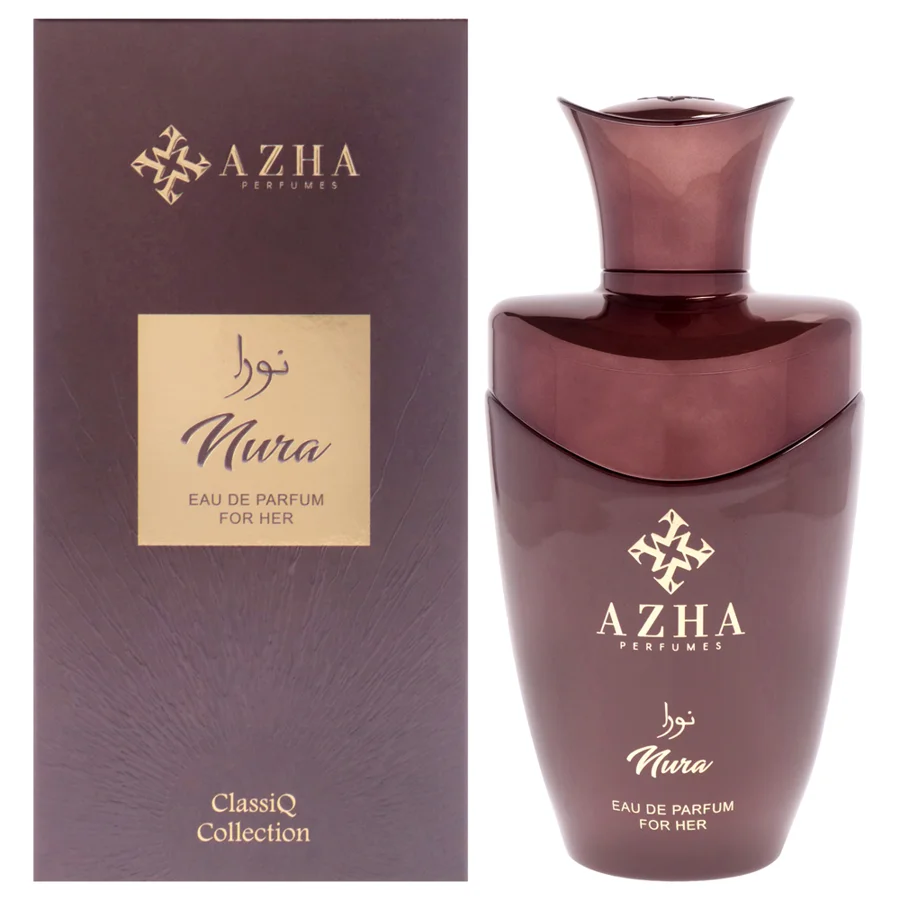 AZHA
PERFUMES
نورا
Nura
EAU DE PARFUM
FOR HER
ClassiQ
Collection
AZHA
PERFUMES
نورا
Nura
EAU DE PARFUM
FOR HER